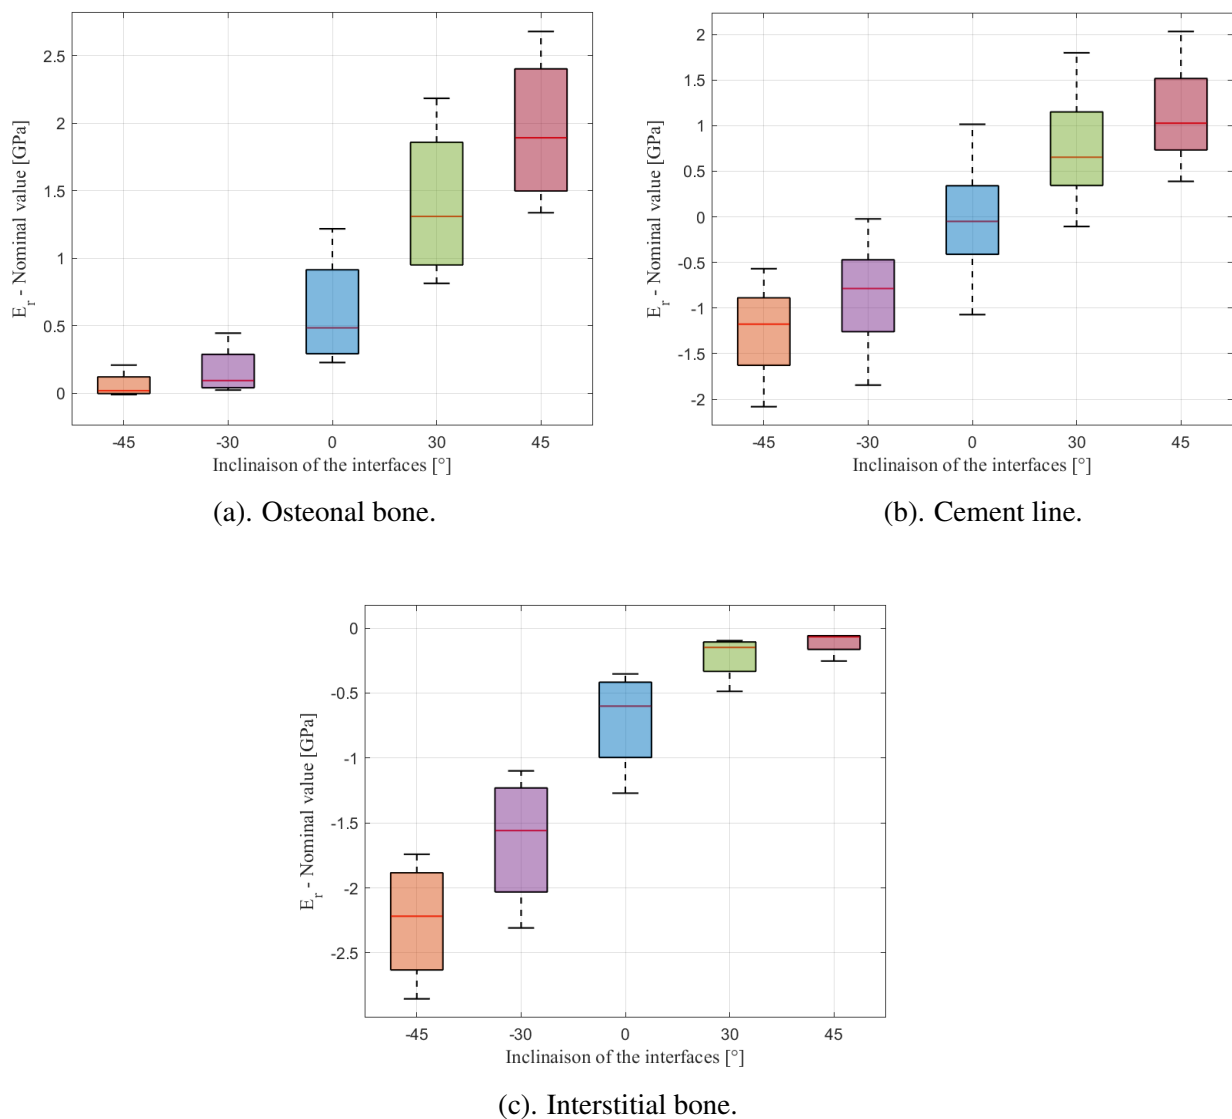 2.5
2
1.5
1
0.5
0
E_r - Nominal value [GPa]
-45 -30 0 30 45
Inclinaison of the interfaces [°]
(a). Osteonal bone.
2
1.5
1
0.5
0
-0.5
-1
-1.5
-2
E_r - Nominal value [GPa]
-45 -30 0 30 45
Inclinaison of the interfaces [°]
(b). Cement line.
0
-0.5
-1
-1.5
-2
-2.5
E_r - Nominal value [GPa]
-45 -30 0 30 45
Inclinaison of the interfaces [°]
(c). Interstitial bone.